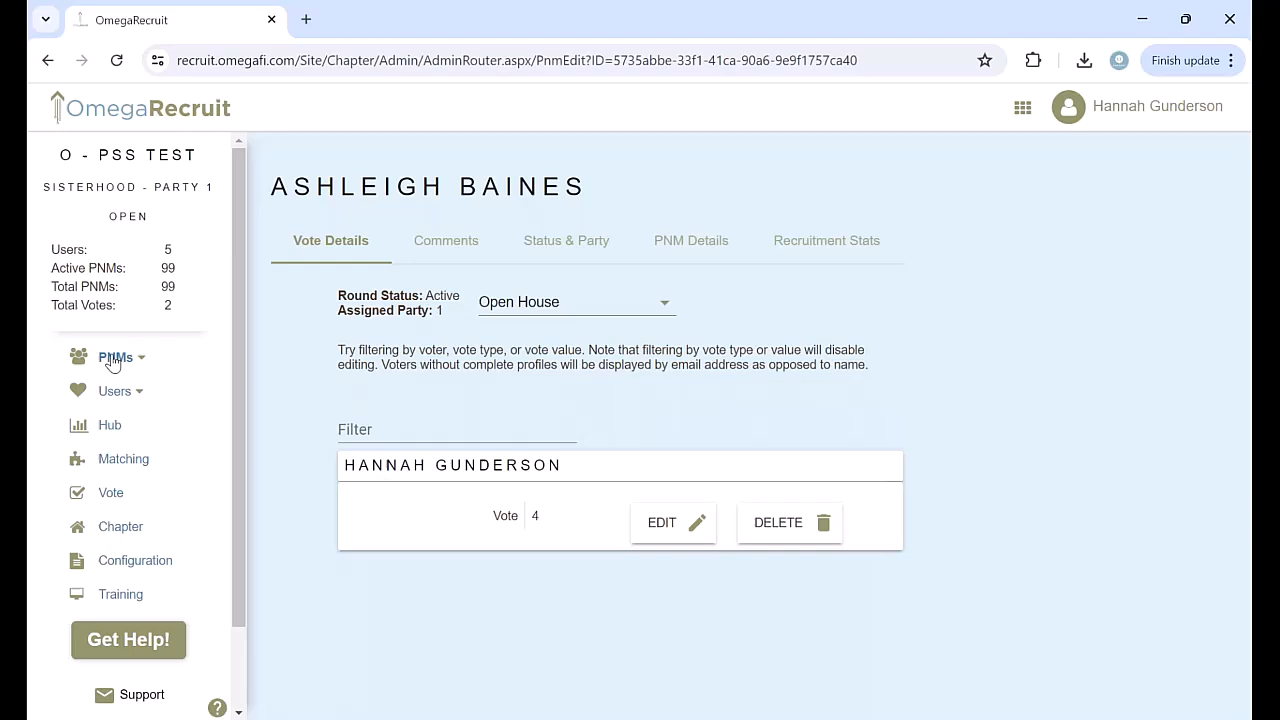 OmegaRecruit
Finish update
recruit.omegafi.com/Site/Chapter/Admin/AdminRouter.aspx/PnmEdit?ID=5735abbe-33f1-41ca-90a6-9e9f1757ca40
OmegaRecruit
Hannah Gunderson
O - PSS TEST
SISTERHOOD - PARTY 1
OPEN
Users: 5
Active PNMs: 99
Total PNMs: 99
Total Votes: 2
PNMs
Users
Hub
Matching
Vote
Chapter
Configuration
Training
Get Help!
Support
?
ASHLEIGH BAINES
Vote Details Comments Status & Party PNM Details Recruitment Stats
Round Status: Active
Assigned Party: 1
Open House
Try filtering by voter, vote type, or vote value. Note that filtering by vote type or value will disable
editing. Voters without complete profiles will be displayed by email address as opposed to name.
Filter
HANNAH GUNDERSON
Vote 4 EDIT DELETE